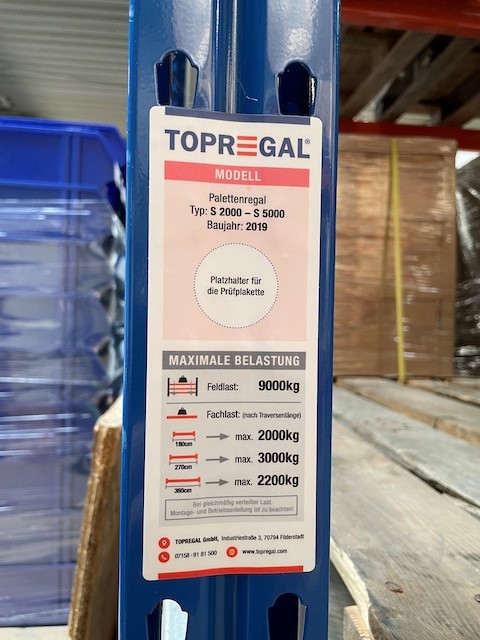 TOPREGAL®
MODELL
Palettenregal
Typ: S 2000 – S 5000
Baujahr: 2019
Platzhalter für
die Prüfplakette
MAXIMALE BELASTUNG
Feldlast: 9000kg
Fachlast: (nach Traversenlänge)
180cm max. 2000kg
270cm max. 3000kg
360cm max. 2200kg
Bei gleichmäßig verteilter Last.
Montage- und Betriebsanleitung ist zu beachten!
TOPREGAL GmbH, Industriestraße 3, 70794 Filderstadt
07158 - 91 81 500 www.topregal.com